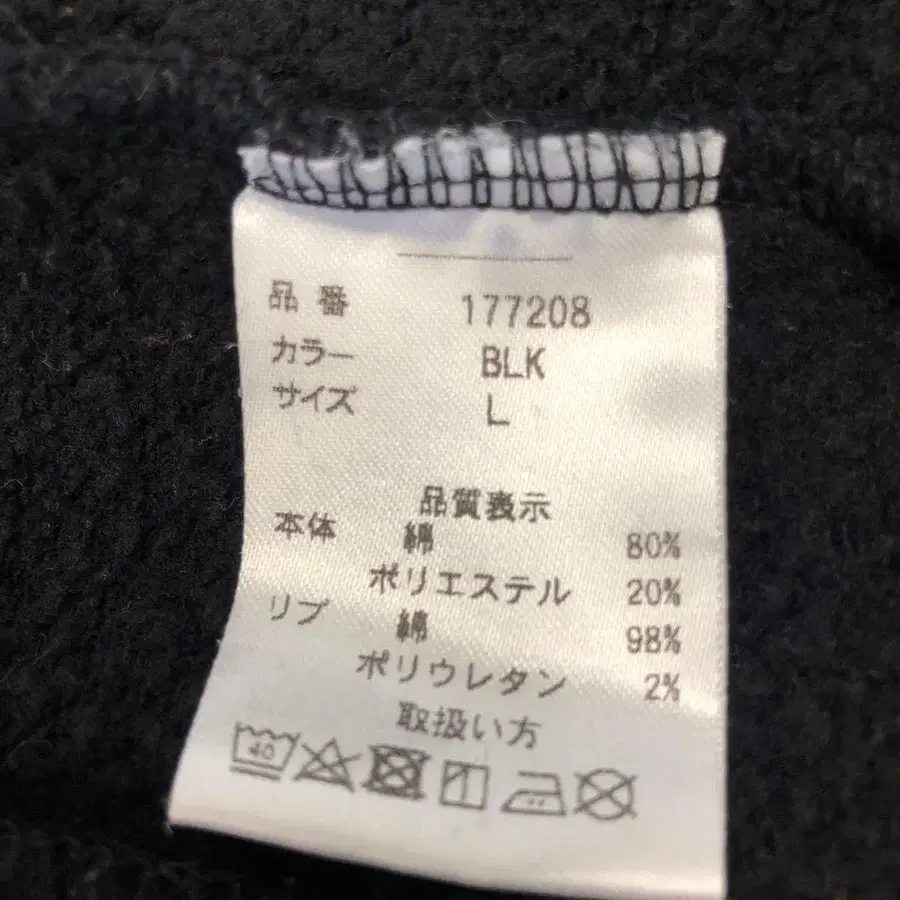 品番 177208
カラー BLK
サイズ L
品質表示
本体 綿 80%
ポリエステル 20%
リブ 綿 98%
ポリウレタン 2%
取扱い方
40